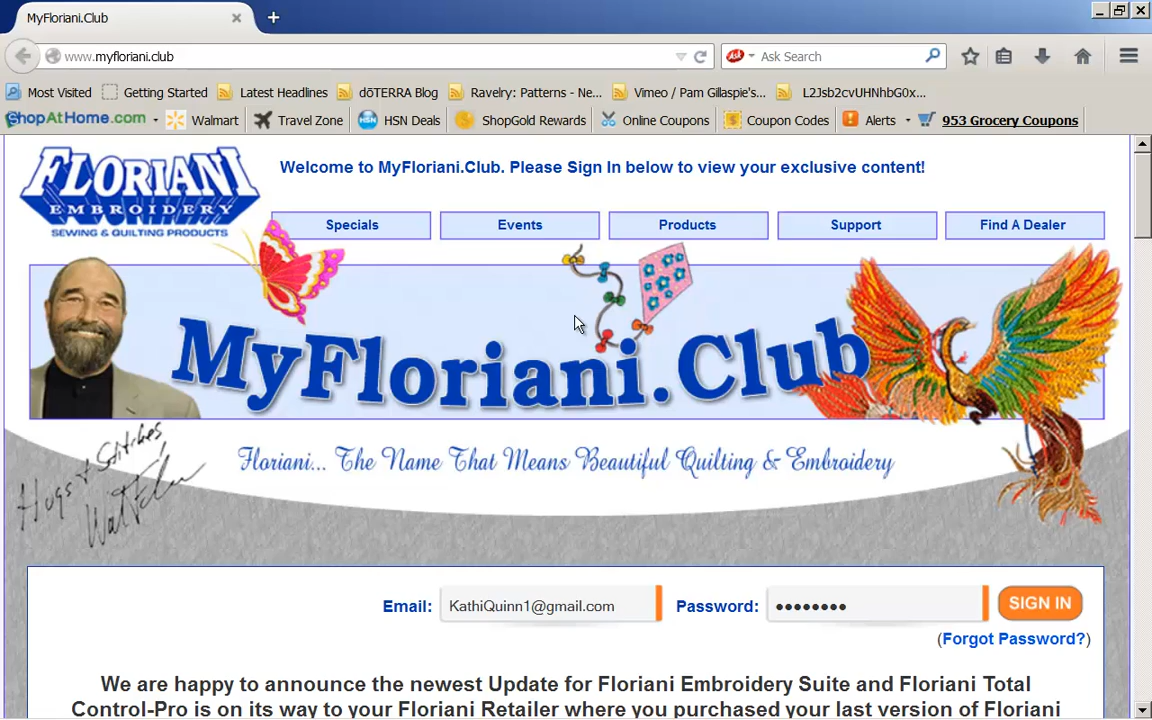 MyFloriani.Club
www.myfloriani.club
Ask Search
Most Visited
Getting Started
Latest Headlines
dōTERRA Blog
Ravelry: Patterns - Ne...
Vimeo / Pam Gillaspie's...
L2Jsb2cvUHNhbG0x...
ShopAtHome.com
Walmart
Travel Zone
HSN Deals
ShopGold Rewards
Online Coupons
Coupon Codes
Alerts
953 Grocery Coupons
FLORIANI
EMBROIDERY
SEWING & QUILTING PRODUCTS
Welcome to MyFloriani.Club. Please Sign In below to view your exclusive content!
Specials
Events
Products
Support
Find A Dealer
MyFloriani.Club
Floriani... The Name That Means Beautiful Quilting & Embroidery
Hugs & Stitches,
Email:
KathiQuinn1@gmail.com
Password:
SIGN IN
(Forgot Password?)
We are happy to announce the newest Update for Floriani Embroidery Suite and Floriani Total
Control-Pro is on its way to your Floriani Retailer where you purchased your last version of Floriani